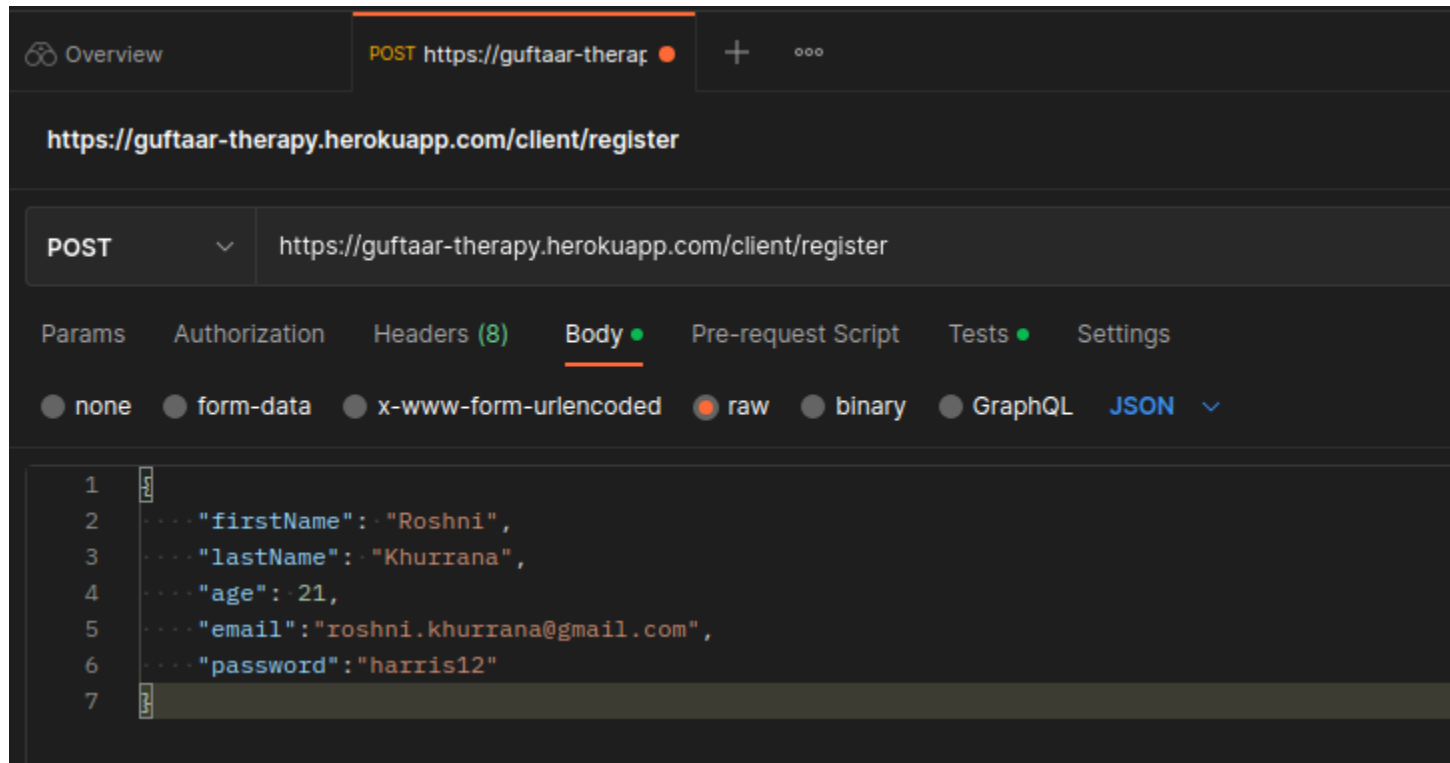 Overview POST https://guftaar-therap
https://guftaar-therapy.herokuapp.com/client/register
POST https://guftaar-therapy.herokuapp.com/client/register
Params Authorization Headers (8) Body Pre-request Script Tests Settings
none form-data x-www-form-urlencoded raw binary GraphQL JSON
1 {
2 "firstName": "Roshni",
3 "lastName": "Khurrana",
4 "age": 21,
5 "email":"roshni.khurrana@gmail.com",
6 "password":"harris12"
7 }